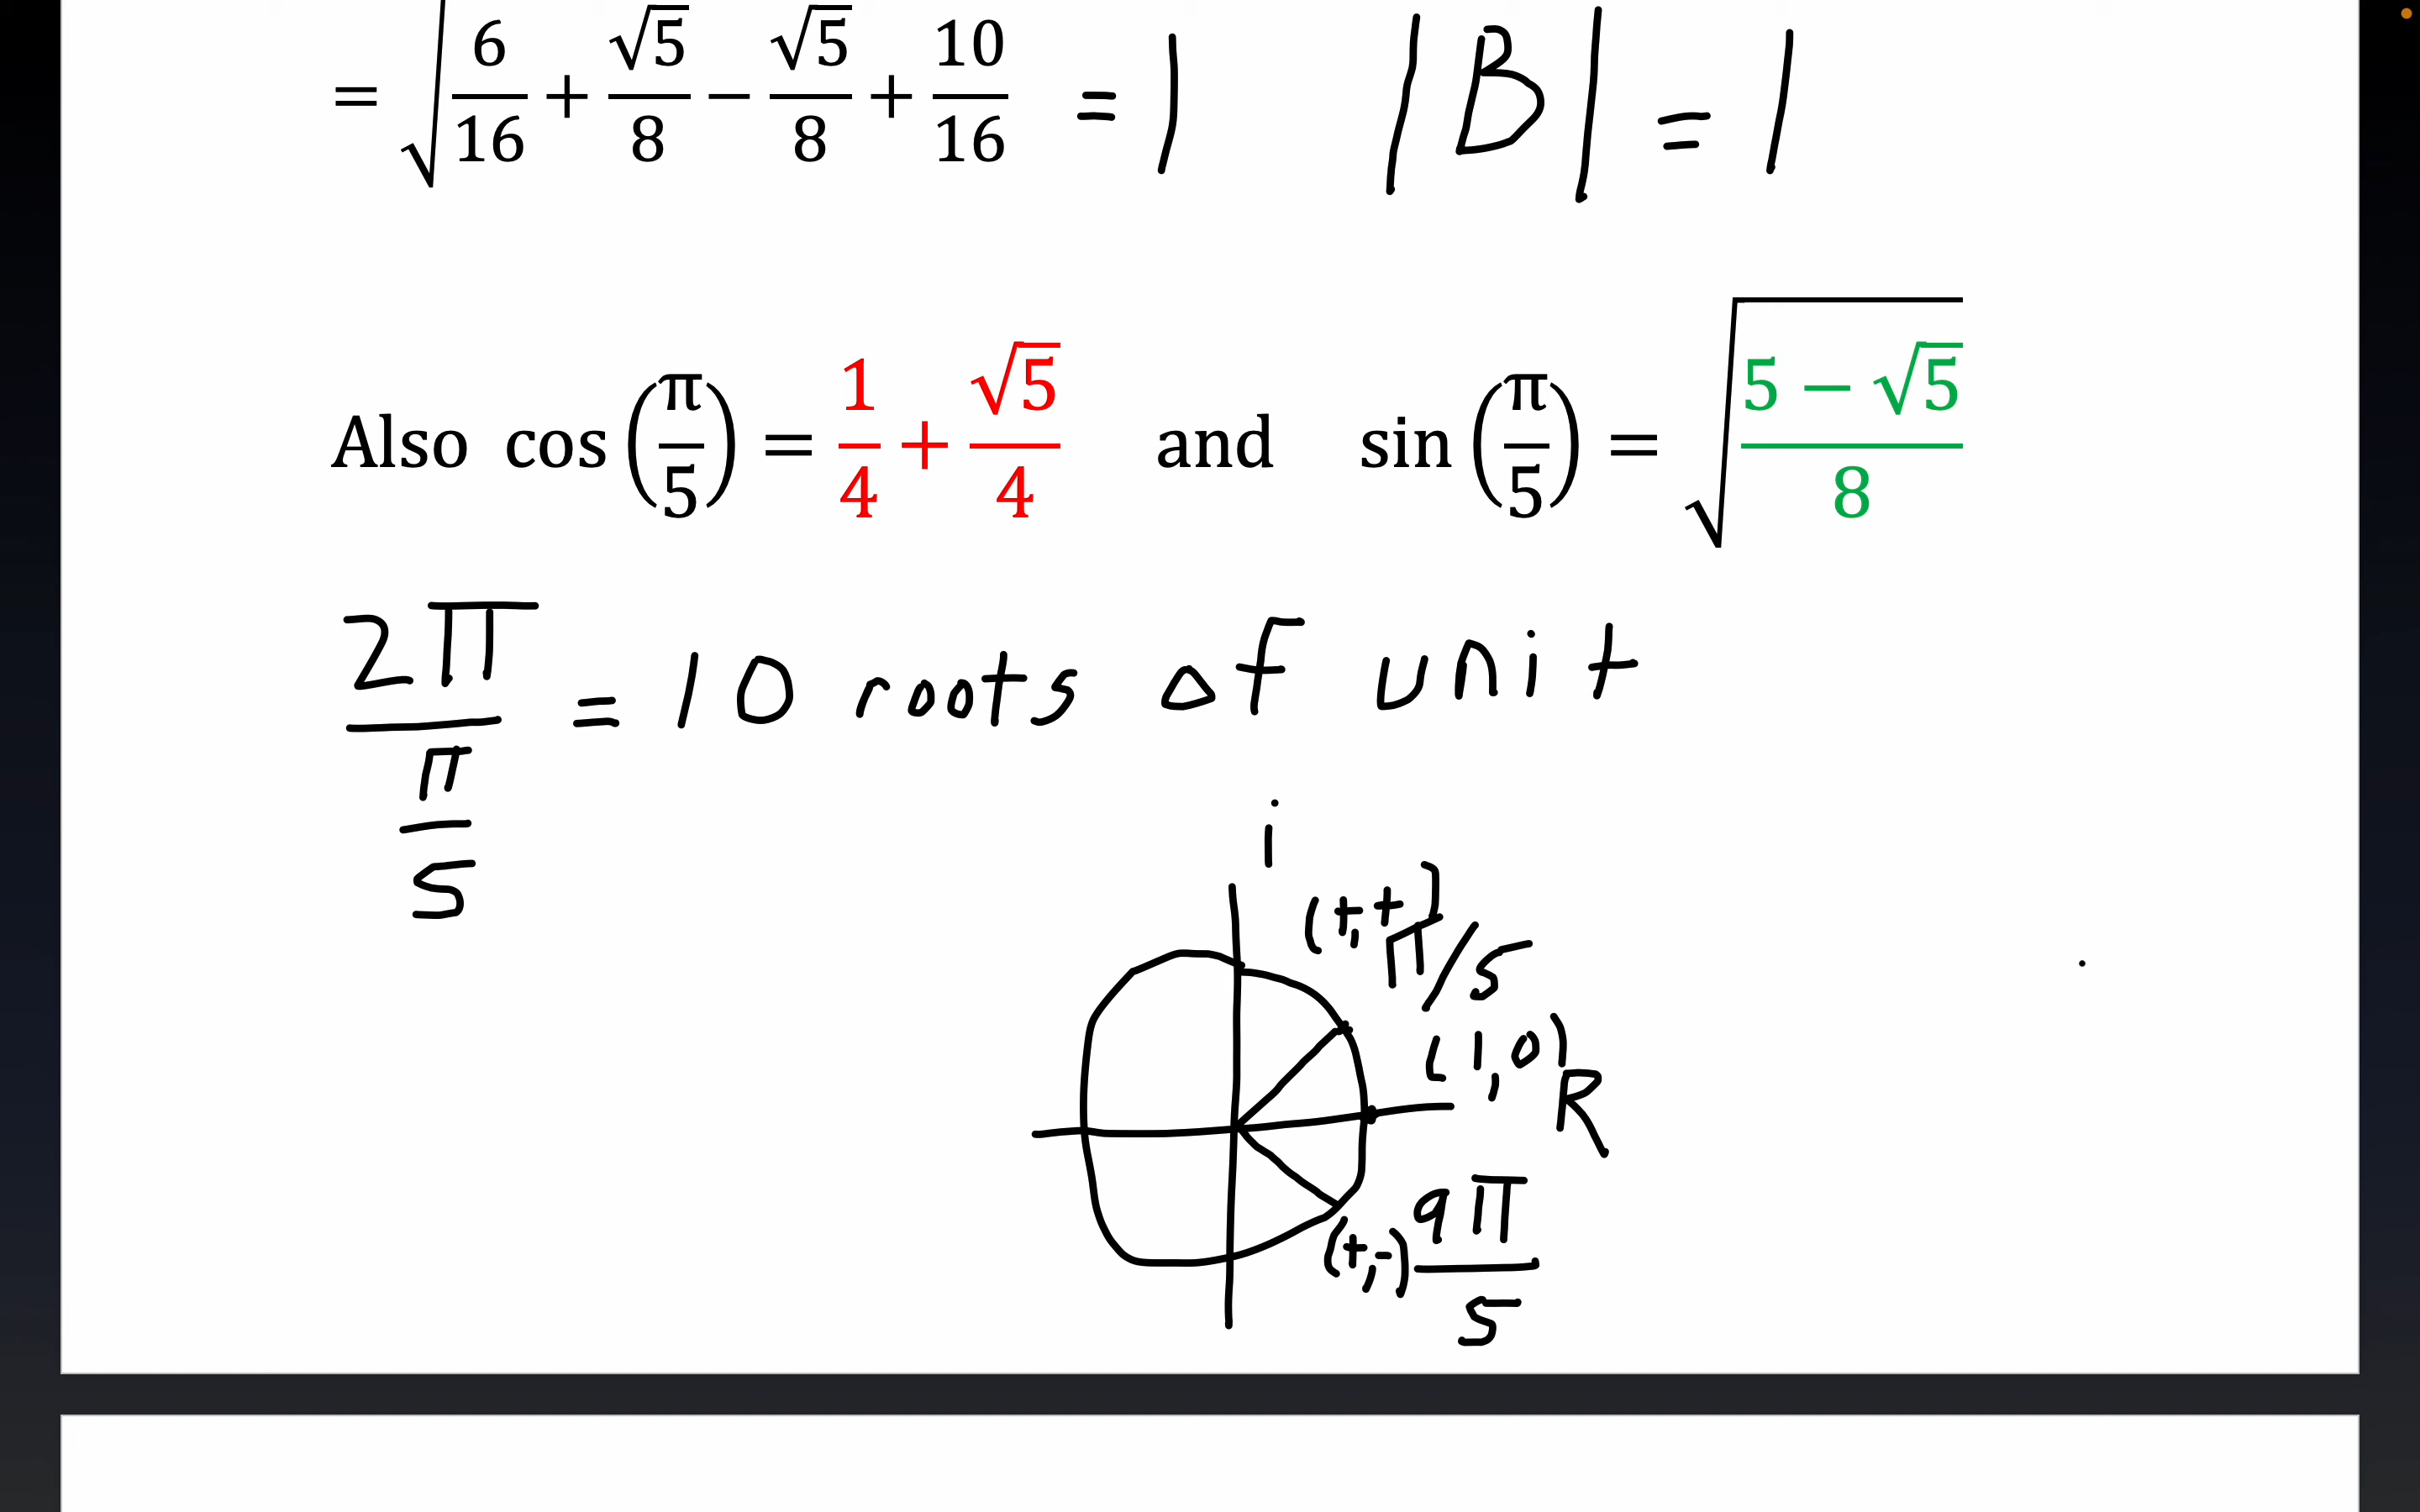 = √(6/16 + √5/8 − √5/8 + 10/16) = 1 |B| = 1
Also cos(π/5) = 1/4 + √5/4 and sin(π/5) = √((5 − √5)/8)
2π/(π/5) = 10 roots of unit
i
(+,+)
π/5
(1,0)
R
(+,-) 9π/5